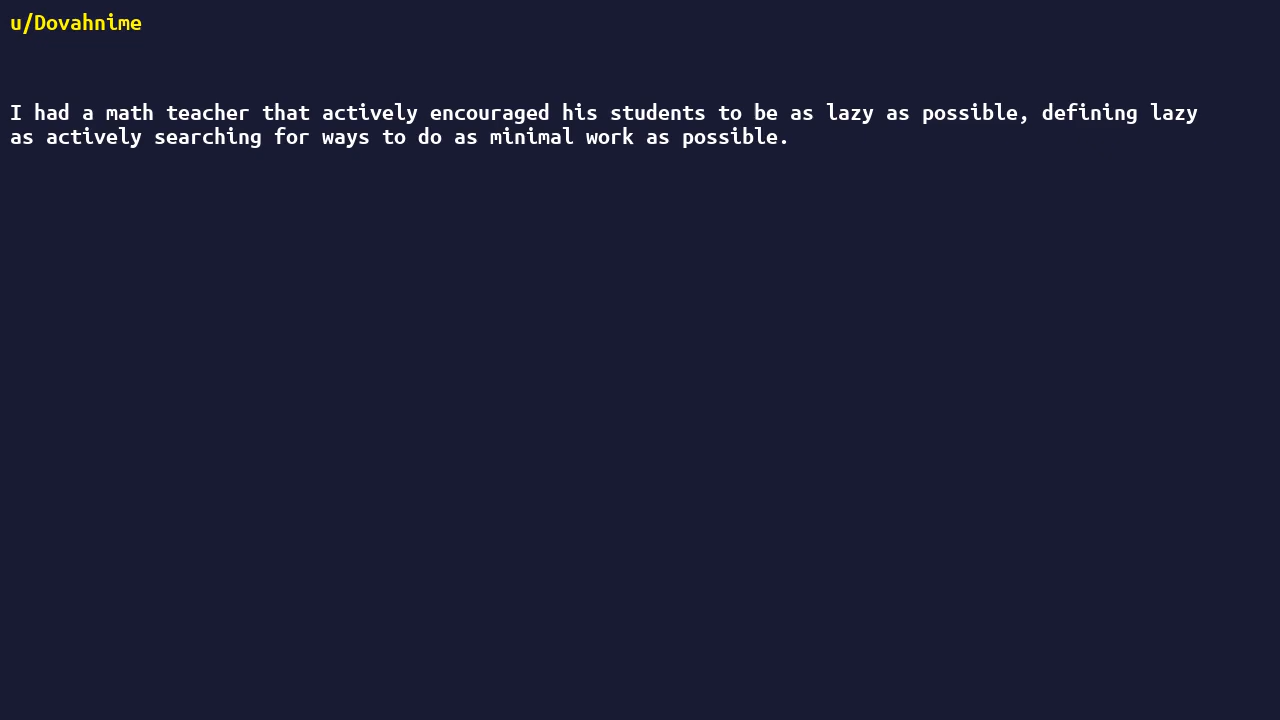 u/Dovahnime
I had a math teacher that actively encouraged his students to be as lazy as possible, defining lazy
as actively searching for ways to do as minimal work as possible.